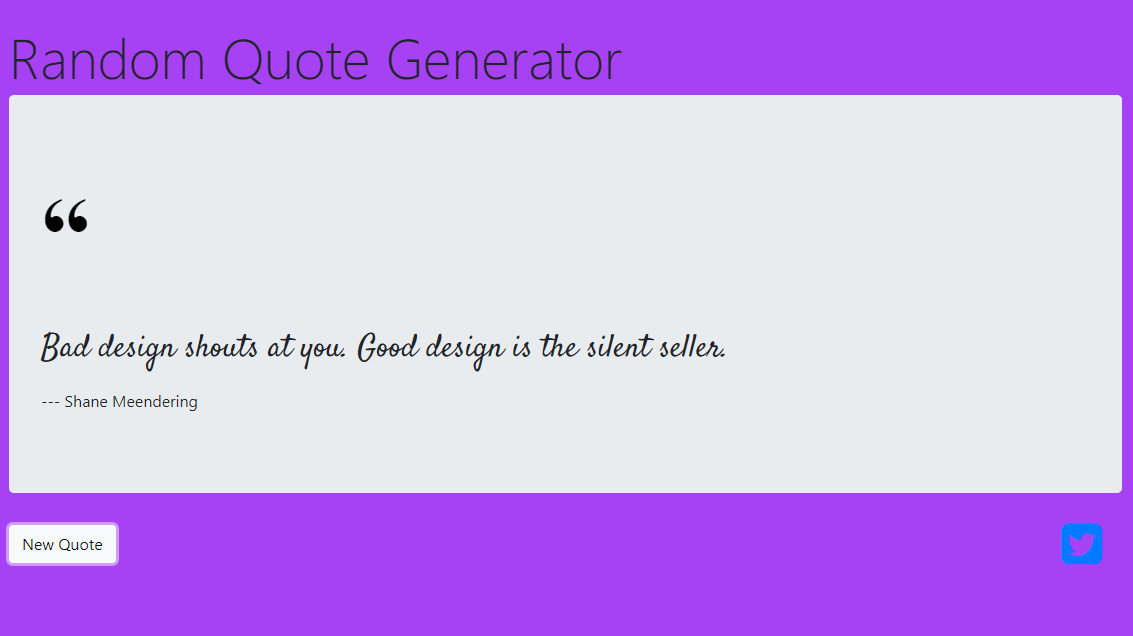 Random Quote Generator
“
Bad design shouts at you. Good design is the silent seller.
--- Shane Meendering
New Quote